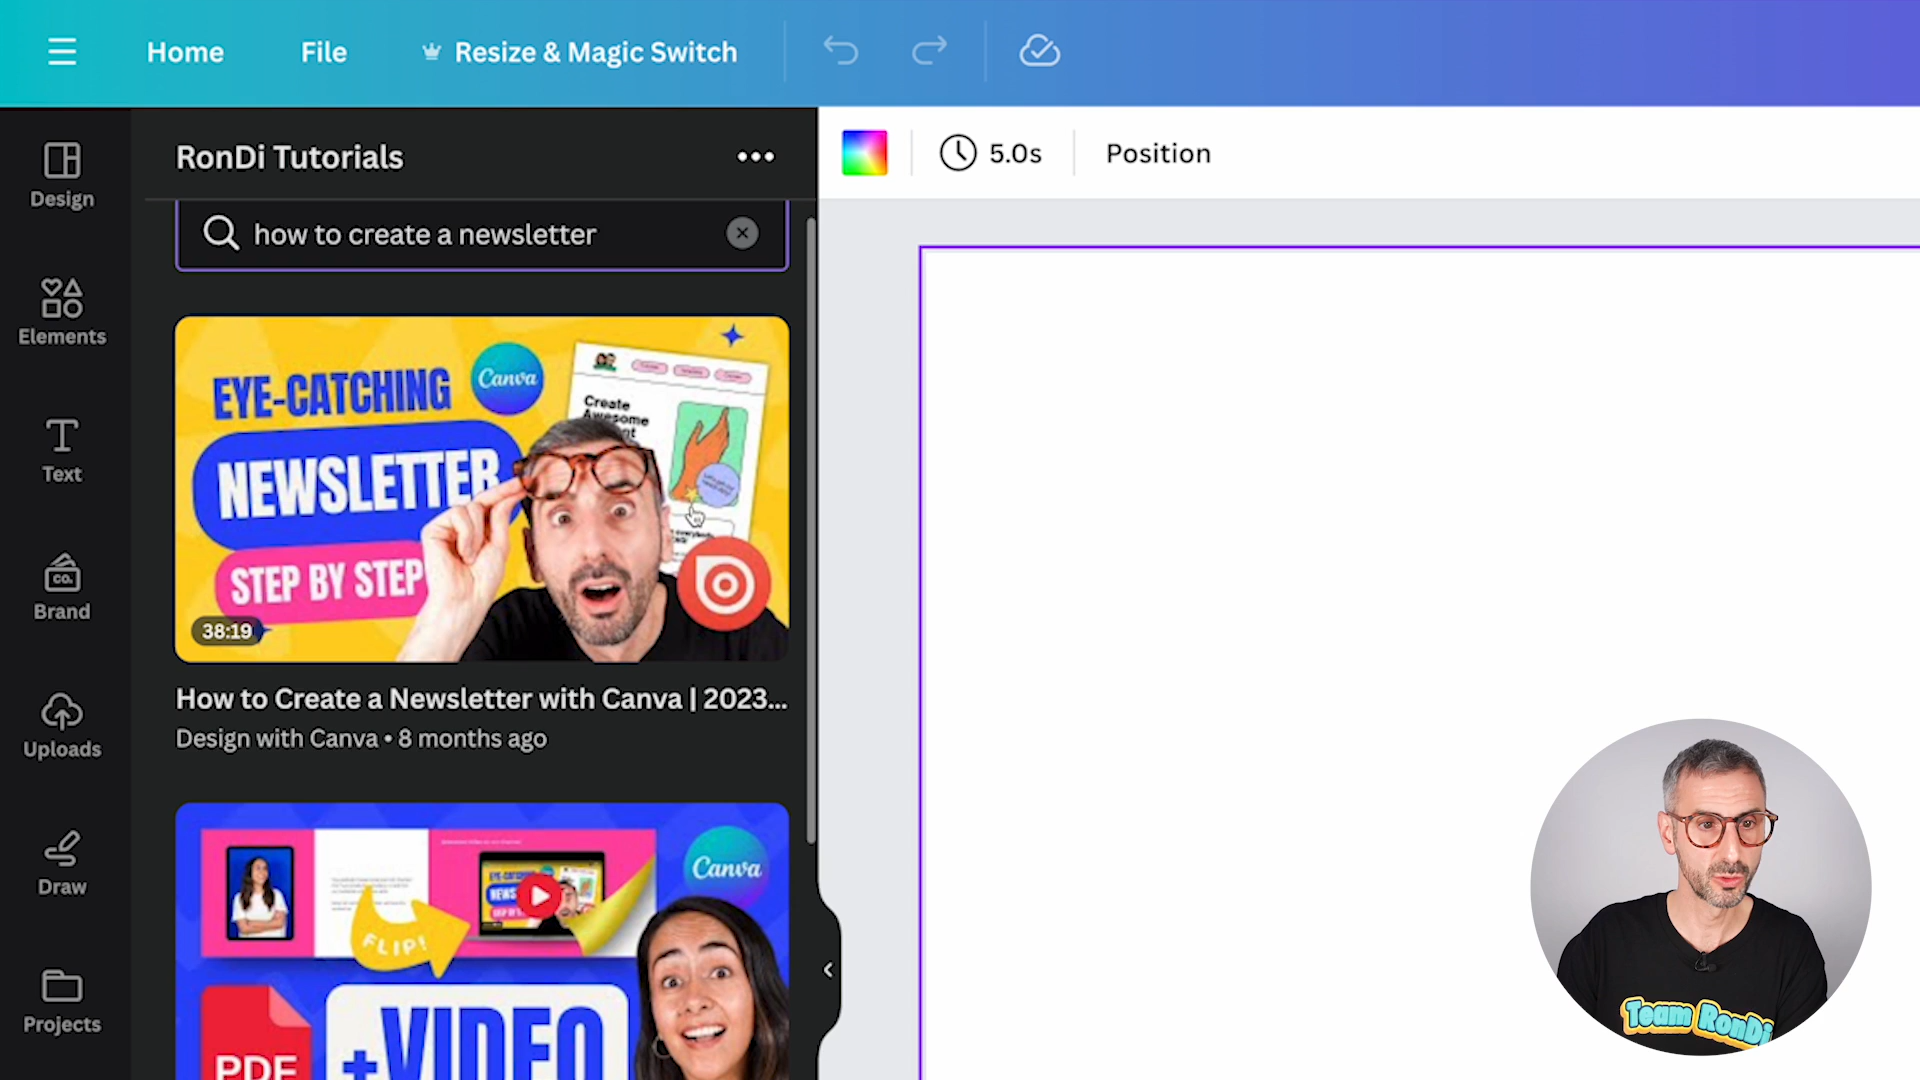 Home
File
Resize & Magic Switch
RonDi Tutorials
how to create a newsletter
5.0s
Position
Design
Elements
Text
Brand
CO.
Uploads
Draw
Projects
EYE-CATCHING
Canva
NEWSLETTER
STEP BY STEP
Create
Awesome
38:19
How to Create a Newsletter with Canva | 2023...
Design with Canva • 8 months ago
Canva
FLIP!
PDF
+VIDEO
Team RonDi